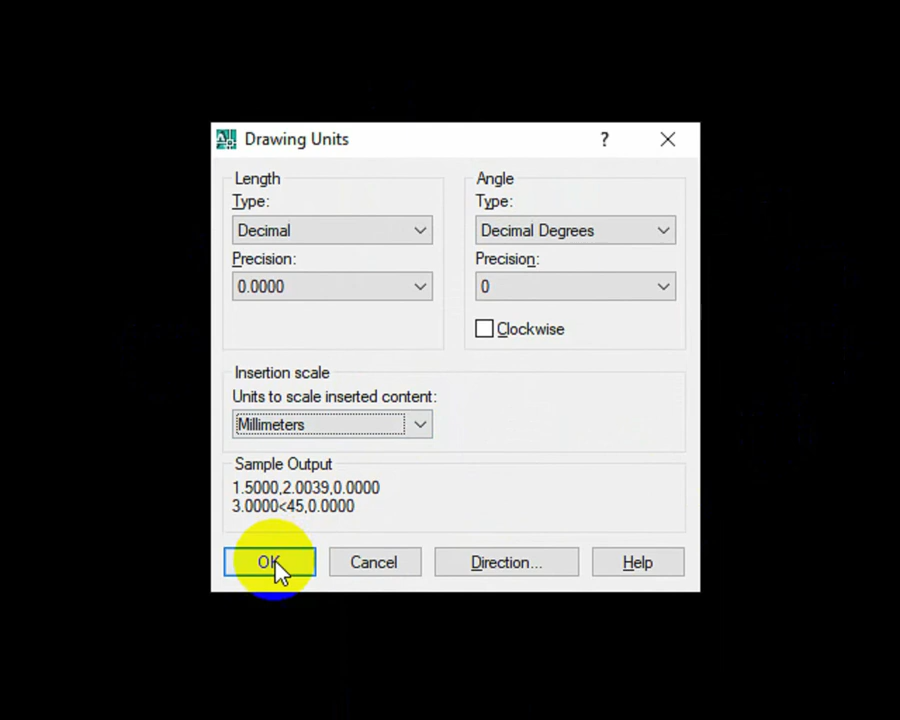 Drawing Units
?
Length
Type:
Decimal
Precision:
0.0000
Angle
Type:
Decimal Degrees
Precision:
0
Clockwise
Insertion scale
Units to scale inserted content:
Millimeters
Sample Output
1.5000,2.0039,0.0000
3.0000<45,0.0000
OK
Cancel
Direction...
Help